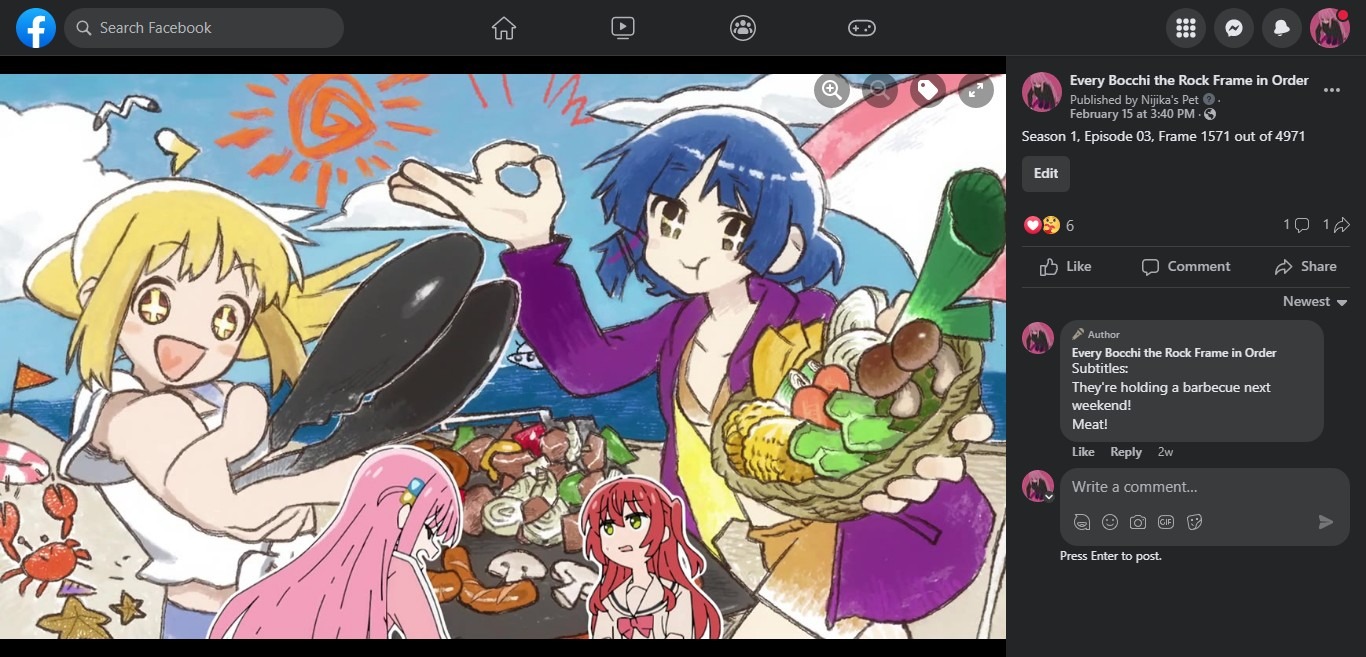 Search Facebook
Every Bocchi the Rock Frame in Order
Published by Nijika's Pet ·
February 15 at 3:40 PM ·
Season 1, Episode 03, Frame 1571 out of 4971
Edit
6
1
1
Like
Comment
Share
Newest
Author
Every Bocchi the Rock Frame in Order
Subtitles:
They're holding a barbecue next
weekend!
Meat!
Like Reply 2w
Write a comment...
GIF
Press Enter to post.